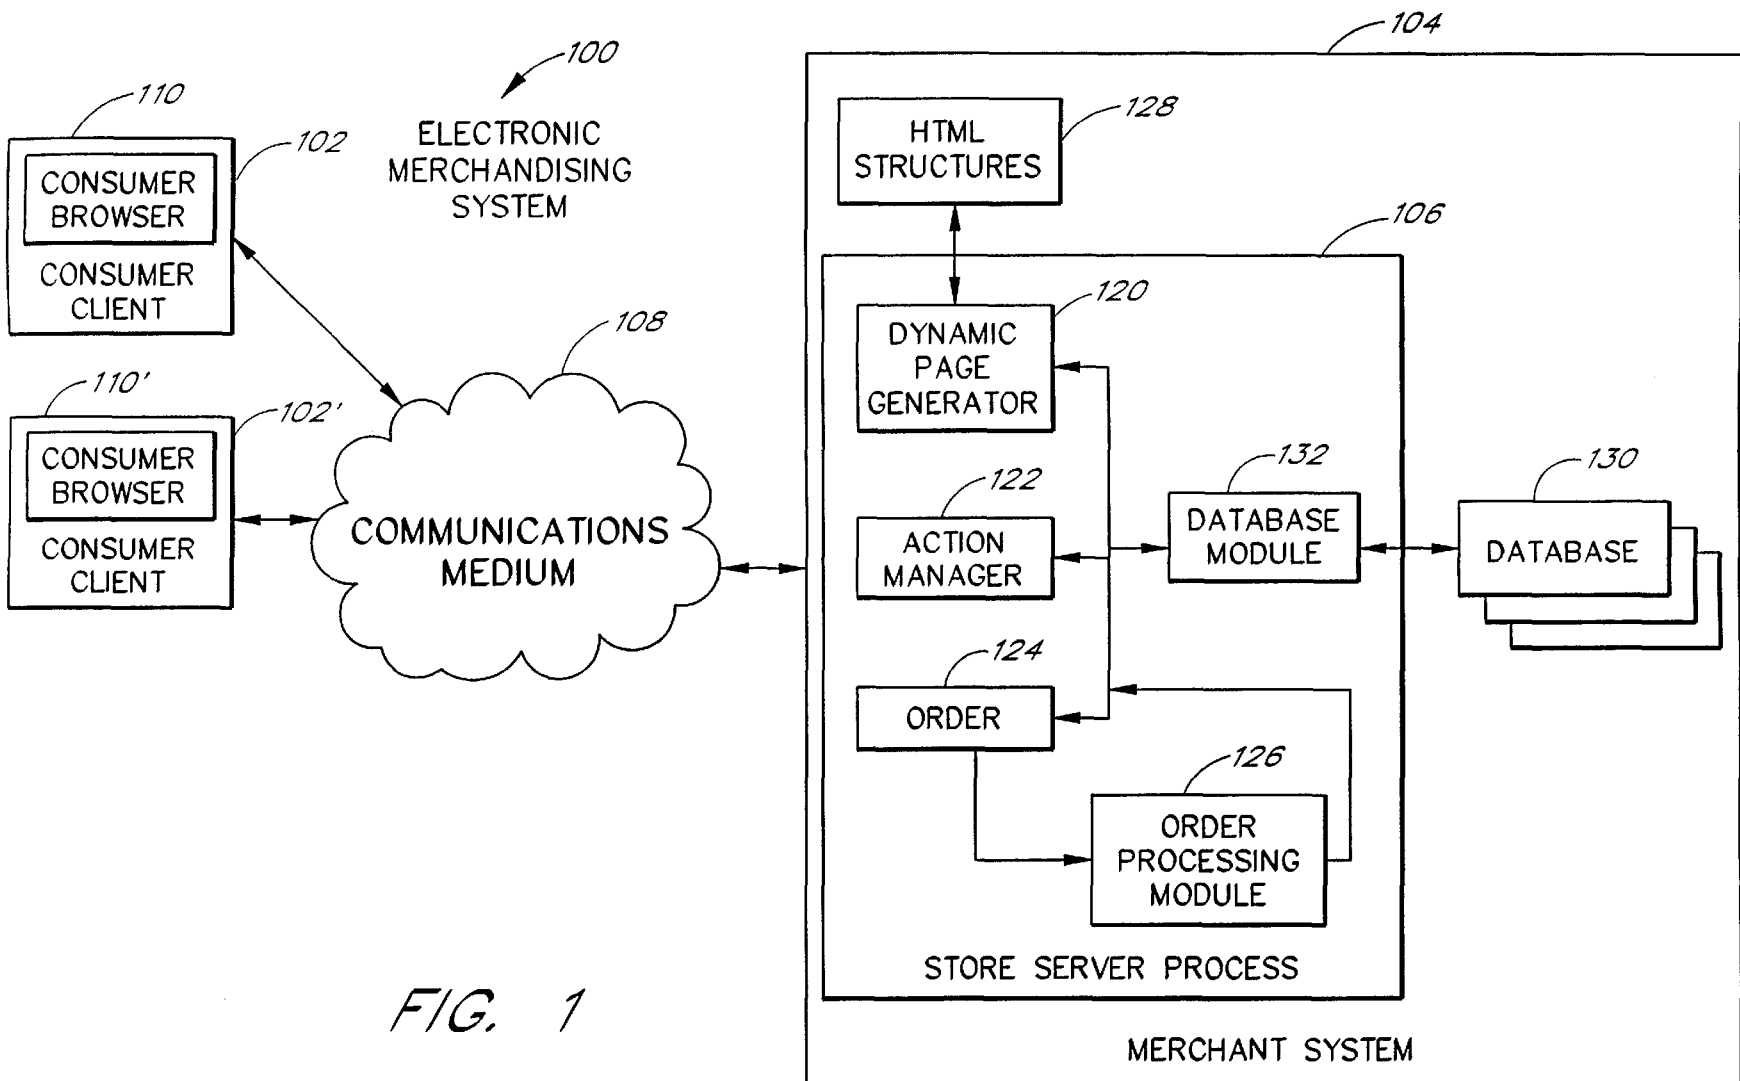 100
ELECTRONIC
MERCHANDISING
SYSTEM
110
102
CONSUMER
BROWSER
CONSUMER
CLIENT
110'
102'
CONSUMER
BROWSER
CONSUMER
CLIENT
108
COMMUNICATIONS
MEDIUM
104
HTML
STRUCTURES
128
106
120
DYNAMIC
PAGE
GENERATOR
122
ACTION
MANAGER
132
DATABASE
MODULE
130
DATABASE
124
ORDER
126
ORDER
PROCESSING
MODULE
STORE SERVER PROCESS
MERCHANT SYSTEM
FIG. 1